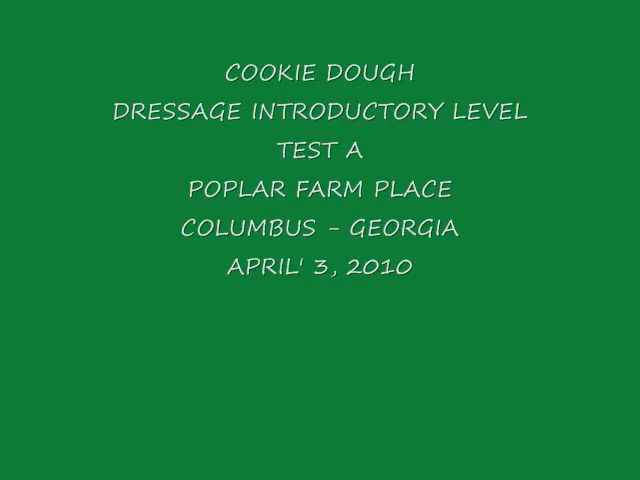 COOKIE DOUGH
DRESSAGE INTRODUCTORY LEVEL
TEST A
POPLAR FARM PLACE
COLUMBUS - GEORGIA
APRIL' 3, 2010